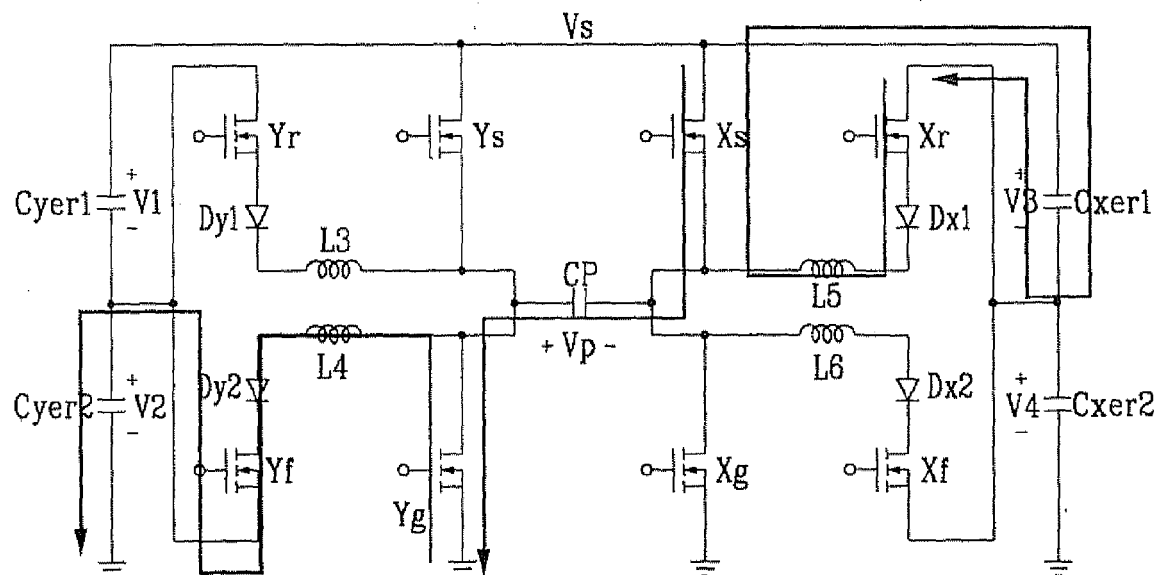 Vs
Yr
Ys
Xs
Xr
+
+
Cyer1
V1
V3
Cxer1
-
-
Dy1
Dx1
L3
CP
L5
+ Vp -
L4
L6
Dy2
Dx2
+
+
Cyer2
V2
V4
Cxer2
-
-
Yf
Yg
Xg
Xf